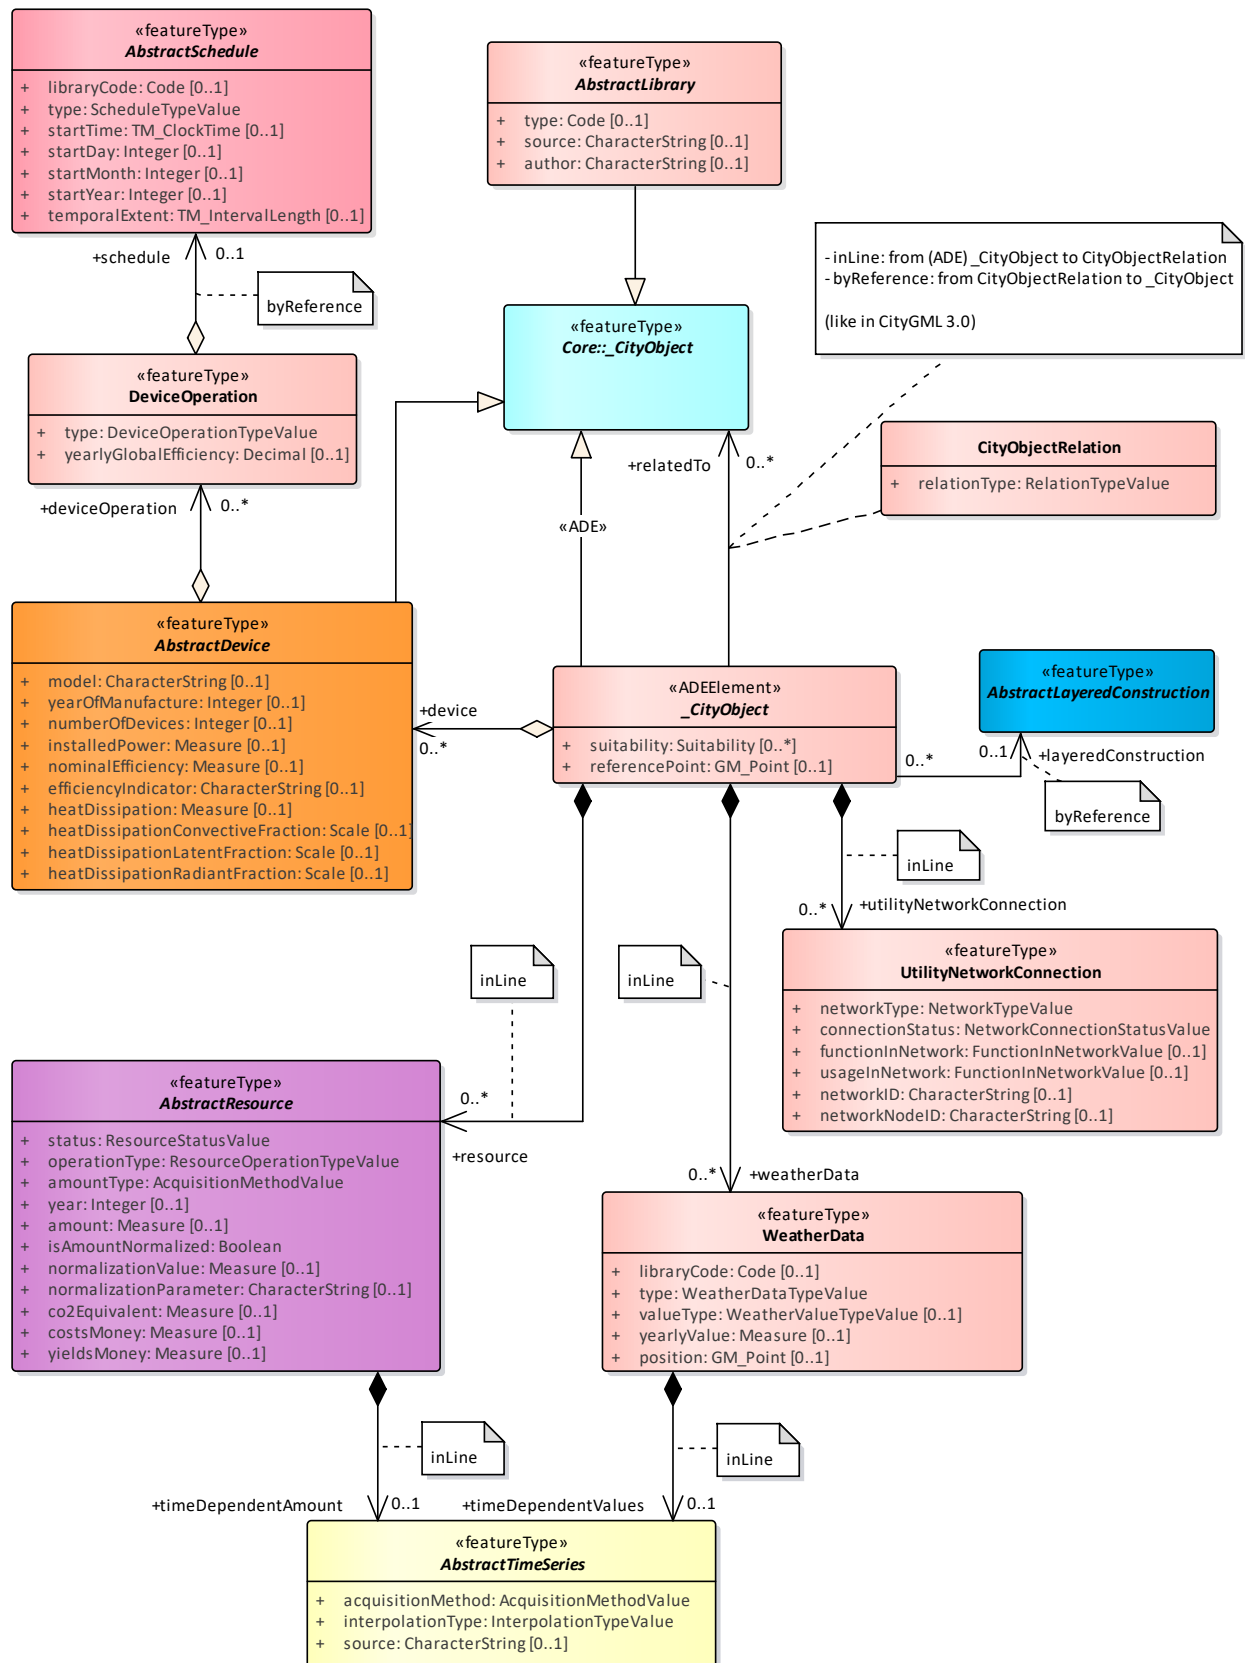 «featureType»
AbstractSchedule
+ libraryCode: Code [0..1]
+ type: ScheduleTypeValue
+ startTime: TM_ClockTime [0..1]
+ startDay: Integer [0..1]
+ startMonth: Integer [0..1]
+ startYear: Integer [0..1]
+ temporalExtent: TM_IntervalLength [0..1]
«featureType»
AbstractLibrary
+ type: Code [0..1]
+ source: CharacterString [0..1]
+ author: CharacterString [0..1]
+schedule
0..1
byReference
- inLine: from (ADE) _CityObject to CityObjectRelation
- byReference: from CityObjectRelation to _CityObject
(like in CityGML 3.0)
«featureType»
Core::_CityObject
«featureType»
DeviceOperation
+ type: DeviceOperationTypeValue
+ yearlyGlobalEfficiency: Decimal [0..1]
CityObjectRelation
+ relationType: RelationTypeValue
+relatedTo
0..*
+deviceOperation
0..*
«ADE»
«featureType»
AbstractDevice
+ model: CharacterString [0..1]
+ yearOfManufacture: Integer [0..1]
+ numberOfDevices: Integer [0..1]
+ installedPower: Measure [0..1]
+ nominalEfficiency: Measure [0..1]
+ efficiencyIndicator: CharacterString [0..1]
+ heatDissipation: Measure [0..1]
+ heatDissipationConvectiveFraction: Scale [0..1]
+ heatDissipationLatentFraction: Scale [0..1]
+ heatDissipationRadiantFraction: Scale [0..1]
+device
0..*
«ADEElement»
_CityObject
+ suitability: Suitability [0..*]
+ referencePoint: GM_Point [0..1]
«featureType»
AbstractLayeredConstruction
0..*
0..1
+layeredConstruction
byReference
inLine
0..*
+utilityNetworkConnection
«featureType»
UtilityNetworkConnection
+ networkType: NetworkTypeValue
+ connectionStatus: NetworkConnectionStatusValue
+ functionInNetwork: FunctionInNetworkValue [0..1]
+ usageInNetwork: FunctionInNetworkValue [0..1]
+ networkID: CharacterString [0..1]
+ networkNodeID: CharacterString [0..1]
inLine
inLine
«featureType»
AbstractResource
+ status: ResourceStatusValue
+ operationType: ResourceOperationTypeValue
+ amountType: AcquisitionMethodValue
+ year: Integer [0..1]
+ amount: Measure [0..1]
+ isAmountNormalized: Boolean
+ normalizationValue: Measure [0..1]
+ normalizationParameter: CharacterString [0..1]
+ co2Equivalent: Measure [0..1]
+ costsMoney: Measure [0..1]
+ yieldsMoney: Measure [0..1]
0..*
+resource
0..*
+weatherData
«featureType»
WeatherData
+ libraryCode: Code [0..1]
+ type: WeatherDataTypeValue
+ valueType: WeatherValueTypeValue [0..1]
+ yearlyValue: Measure [0..1]
+ position: GM_Point [0..1]
inLine
inLine
+timeDependentAmount
0..1
+timeDependentValues
0..1
«featureType»
AbstractTimeSeries
+ acquisitionMethod: AcquisitionMethodValue
+ interpolationType: InterpolationTypeValue
+ source: CharacterString [0..1]